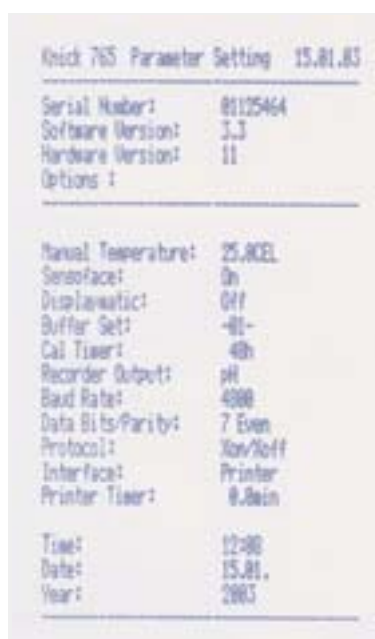 Knick 765 Parameter Setting 15.01.03
Serial Number: 01125464
Software Version: 3.3
Hardware Version: 11
Options :
Manual Temperature: 25.0CEL
Sensoface: On
Displaymatic: Off
Buffer Set: -01-
Cal Timer: 40h
Recorder Output: pH
Baud Rate: 4800
Data Bits/Parity: 7 Even
Protocol: Xon/Xoff
Interface: Printer
Printer Timer: 0.0min
Time:
Date: 15.01.
Year: 2003